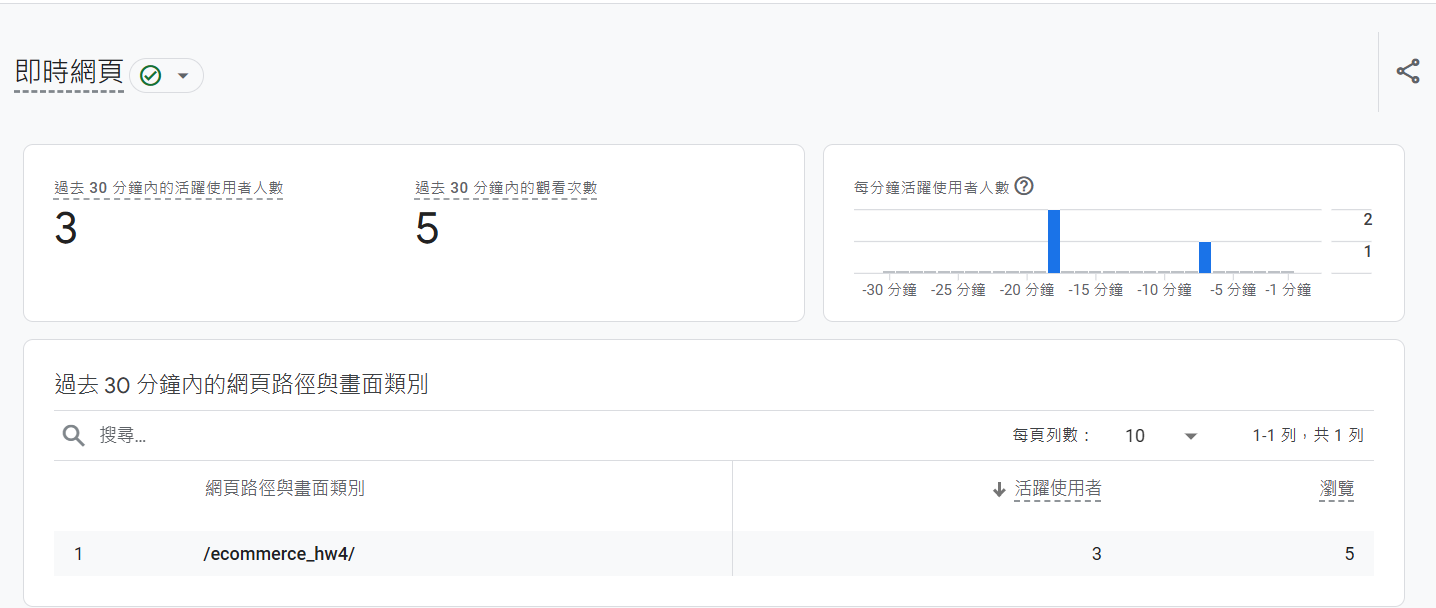 即時網頁
過去 30 分鐘內的活躍使用者人數
3
過去 30 分鐘內的觀看次數
5
每分鐘活躍使用者人數
2
1
-30 分鐘 -25 分鐘 -20 分鐘 -15 分鐘 -10 分鐘 -5 分鐘 -1 分鐘
過去 30 分鐘內的網頁路徑與畫面類別
搜尋... 每頁列數： 10 1-1 列，共 1 列
網頁路徑與畫面類別 活躍使用者 瀏覽
1 /ecommerce_hw4/ 3 5